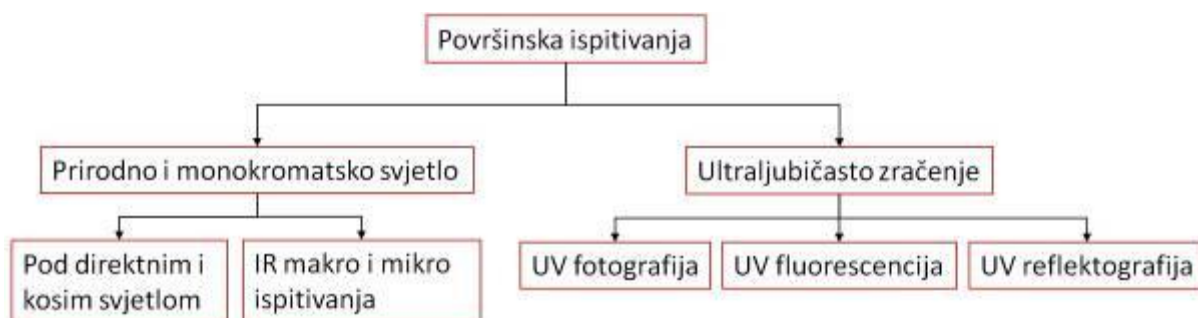 Površinska ispitivanja
Prirodno i monokromatsko svjetlo
Ultraljubičasto zračenje
Pod direktnim i
kosim svjetlom
IR makro i mikro
ispitivanja
UV fotografija
UV fluorescencija
UV reflektografija